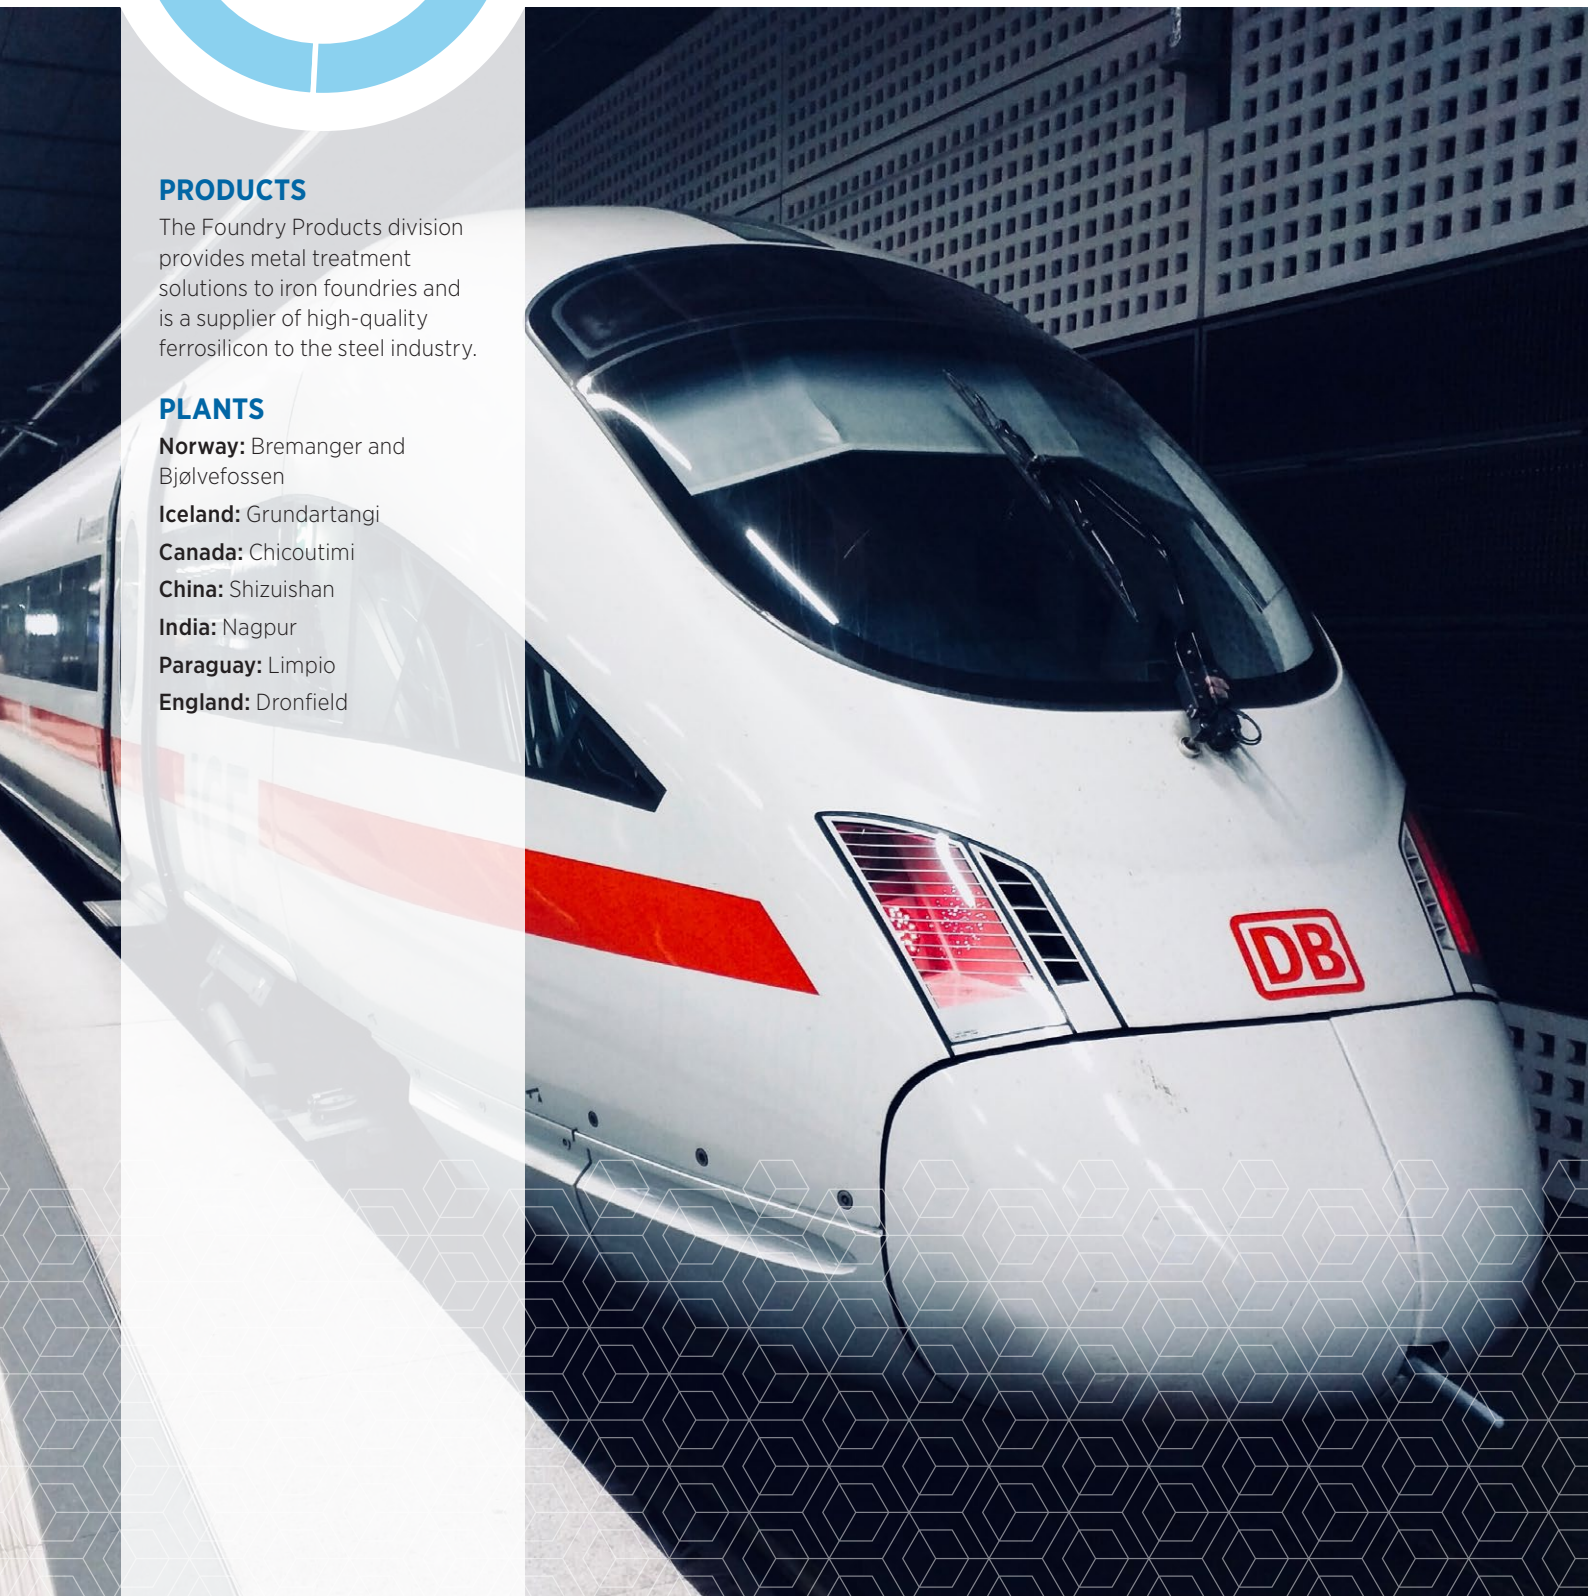 PRODUCTS
The Foundry Products division
provides metal treatment
solutions to iron foundries and
is a supplier of high-quality
ferrosilicon to the steel industry.
PLANTS
Norway: Bremanger and
Bjølvefossen
Iceland: Grundartangi
Canada: Chicoutimi
China: Shizuishan
India: Nagpur
Paraguay: Limpio
England: Dronfield
DB